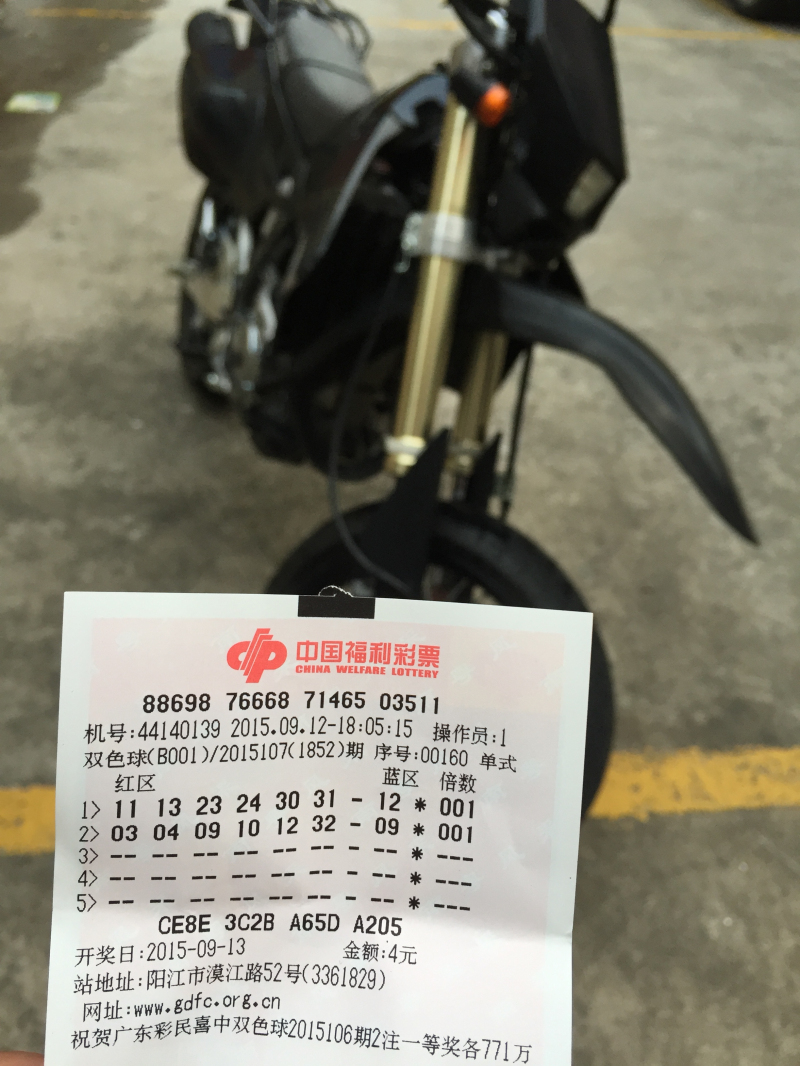 中国福利彩票
CHINA WELFARE LOTTERY
88698 76668 71465 03511
机号:44140139 2015.09.12-18:05:15 操作员:1
双色球(B001)/2015107(1852)期 序号:00160 单式
红区 蓝区 倍数
1> 11 13 23 24 30 31 - 12 * 001
2> 03 04 09 10 12 32 - 09 * 001
3> -- -- -- -- -- -- - -- * ---
4> -- -- -- -- -- -- - -- * ---
5> -- -- -- -- -- -- - -- * ---
CE8E 3C2B A65D A205
开奖日:2015-09-13 金额:4元
站地址:阳江市漠江路52号(3361829)
网址:www.gdfc.org.cn
祝贺广东彩民喜中双色球2015106期2注一等奖各771万